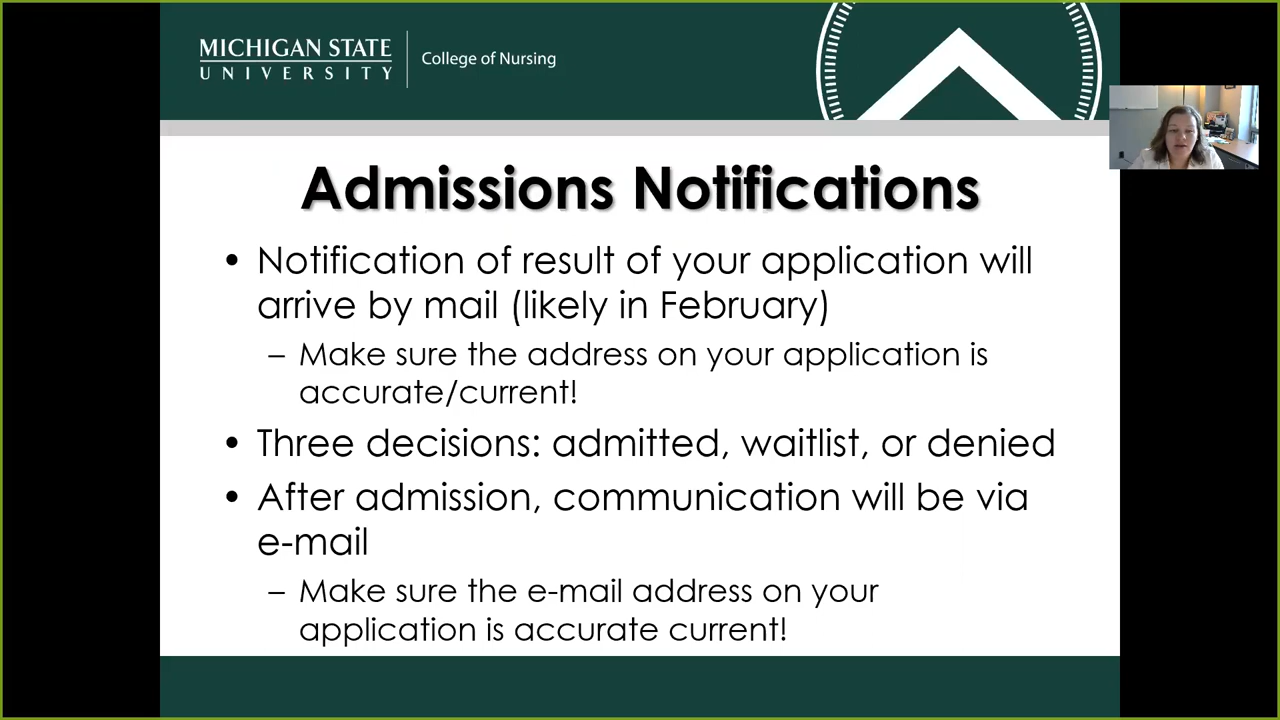 MICHIGAN STATE
UNIVERSITY
College of Nursing
Admissions Notifications
• Notification of result of your application will
arrive by mail (likely in February)
– Make sure the address on your application is
accurate/current!
• Three decisions: admitted, waitlist, or denied
• After admission, communication will be via
e-mail
– Make sure the e-mail address on your
application is accurate current!